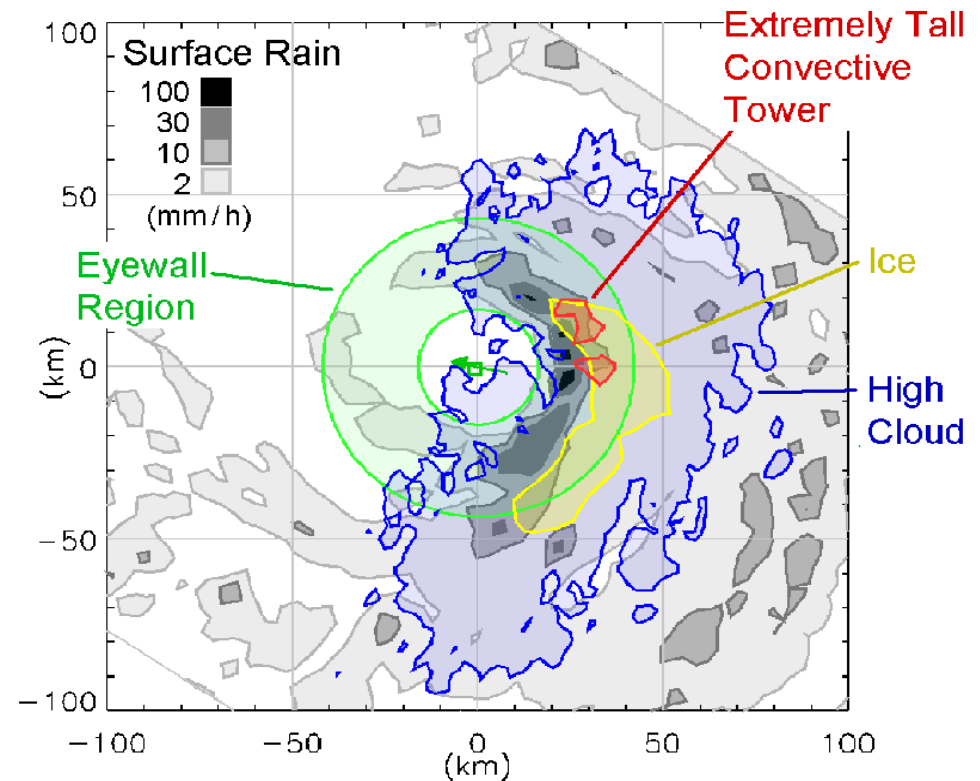 Extremely Tall
Convective
Tower
Surface Rain
100
30
10
2
(mm/h)
Eyewall
Region
Ice
High
Cloud
100
50
0
−50
−100
(km)
−100
−50
0
50
100
(km)